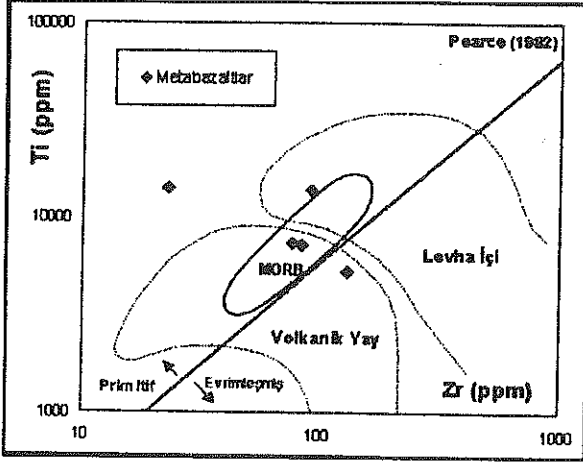 100000
Pearce (1982)
◆ Metabazaltlar
Ti (ppm)
10000
Levha İçi
MORB
Volkanik Yay
Primitif
Evrimleşmiş
Zr (ppm)
1000
10
100
1000